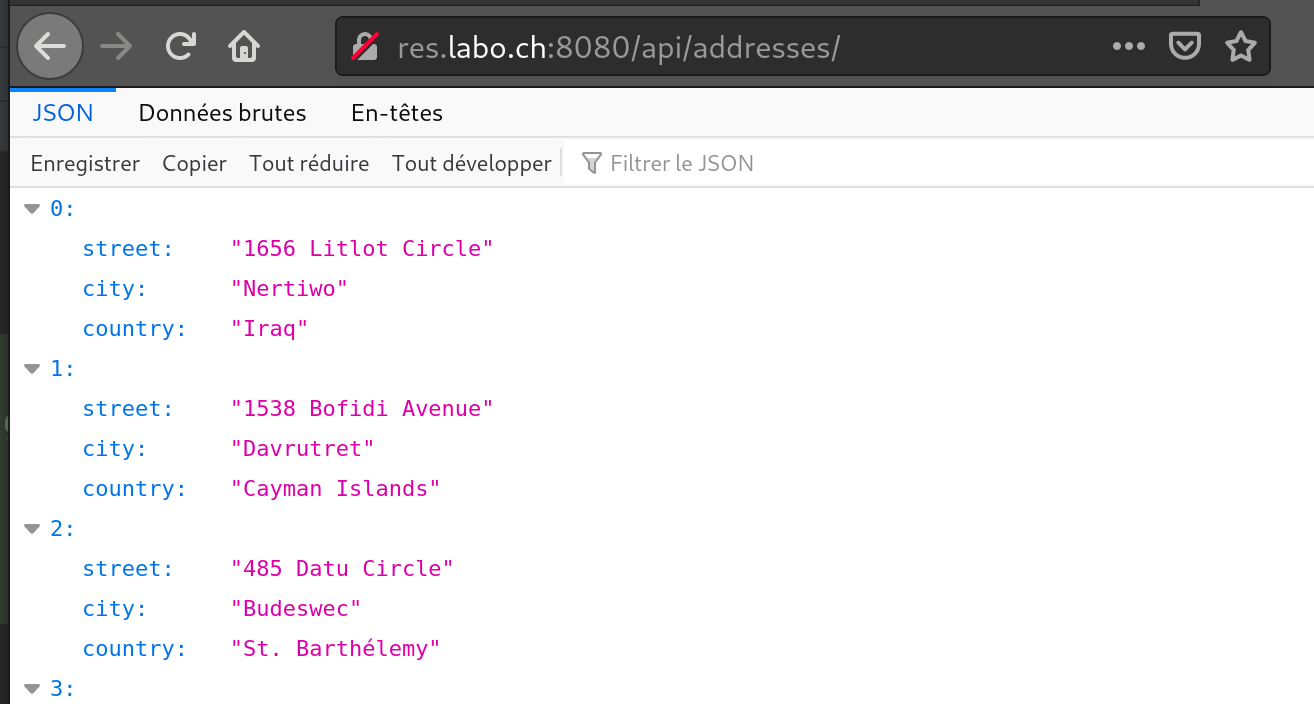 res.labo.ch:8080/api/addresses/
JSON Données brutes En-têtes
Enregistrer Copier Tout réduire Tout développer Filtrer le JSON
0:
street: "1656 Litlot Circle"
city: "Nertiwo"
country: "Iraq"
1:
street: "1538 Bofidi Avenue"
city: "Davrutret"
country: "Cayman Islands"
2:
street: "485 Datu Circle"
city: "Budeswec"
country: "St. Barthélemy"
3: